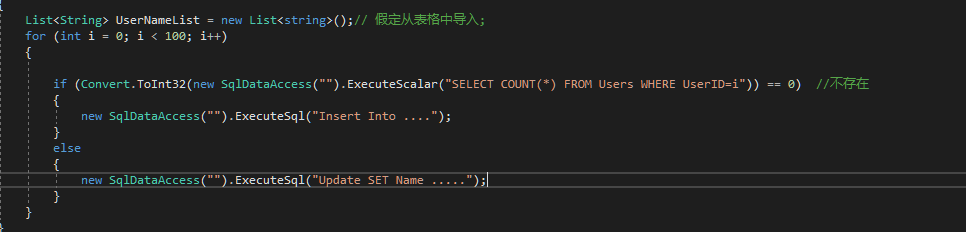 {
List<String> UserNameList = new List<string>();// 假定从表格中导入;
for (int i = 0; i < 100; i++)
{
if (Convert.ToInt32(new SqlDataAccess("").ExecuteScalar("SELECT COUNT(*) FROM Users WHERE UserID=i")) == 0)  //不存在
{
new SqlDataAccess("").ExecuteSql("Insert Into ....");
}
else
{
new SqlDataAccess("").ExecuteSql("Update SET Name .....");
}
}
}